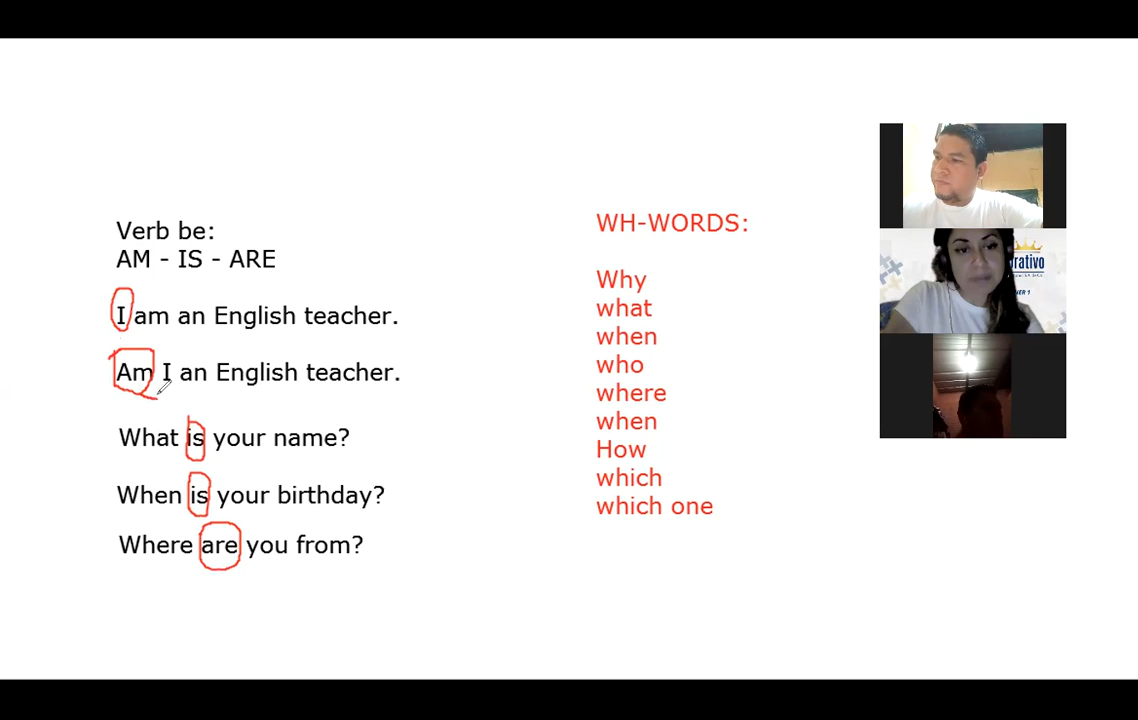 Verb be:
AM - IS - ARE
I am an English teacher.
Am I an English teacher.
What is your name?
When is your birthday?
Where are you from?
WH-WORDS:
Why
what
when
who
where
when
How
which
which one
rativo